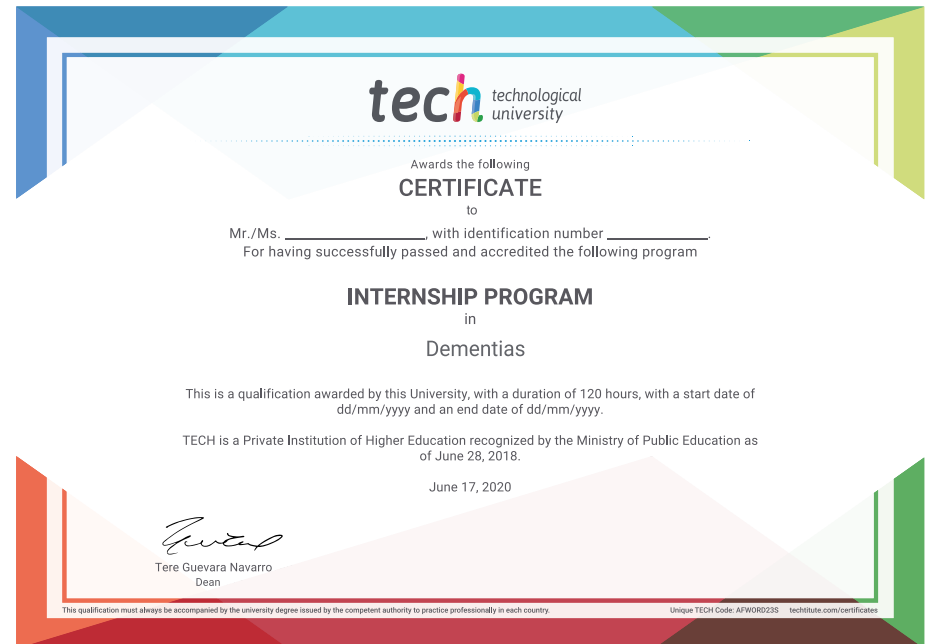 tech technological
university
Awards the following
CERTIFICATE
to
Mr./Ms. ____________________, with identification number ______________.
For having successfully passed and accredited the following program
INTERNSHIP PROGRAM
in
Dementias
This is a qualification awarded by this University, with a duration of 120 hours, with a start date of
dd/mm/yyyy and an end date of dd/mm/yyyy.
TECH is a Private Institution of Higher Education recognized by the Ministry of Public Education as
of June 28, 2018.
June 17, 2020
Tere Guevara Navarro
Dean
This qualification must always be accompanied by the university degree issued by the competent authority to practice professionally in each country.
Unique TECH Code: AFWORD23S techtitute.com/certificates